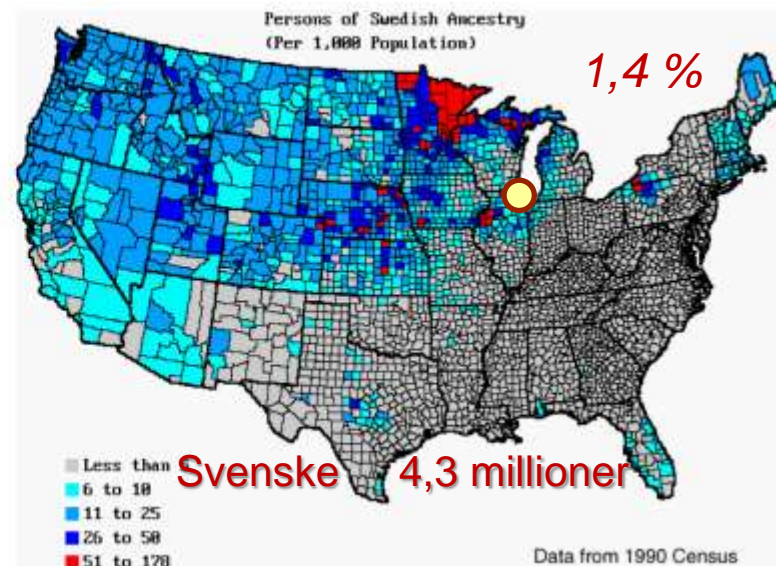 Persons of Swedish Ancestry
(Per 1,000 Population)
1,4 %
Less than
Svenske 4,3 millioner
6 to 10
11 to 25
26 to 50
51 to 178
Data from 1990 Census